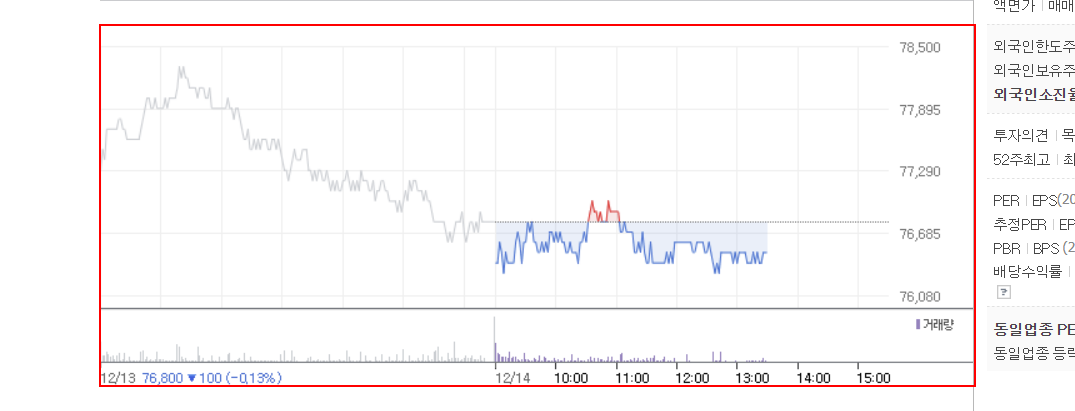 액면가 | 매매
78,500
외국인한도주
외국인보유주
외국인소진율
77,895
투자의견 | 목
52주최고 | 최
77,290
PER | EPS(20
추정PER | EP
76,685
PBR | BPS (2
배당수익률 |
?
76,080
거래량
동일업종 PE
동일업종 등락
12/13 76,800 ▼ 100 (-0.13%)
12/14 10:00 11:00 12:00 13:00 14:00 15:00